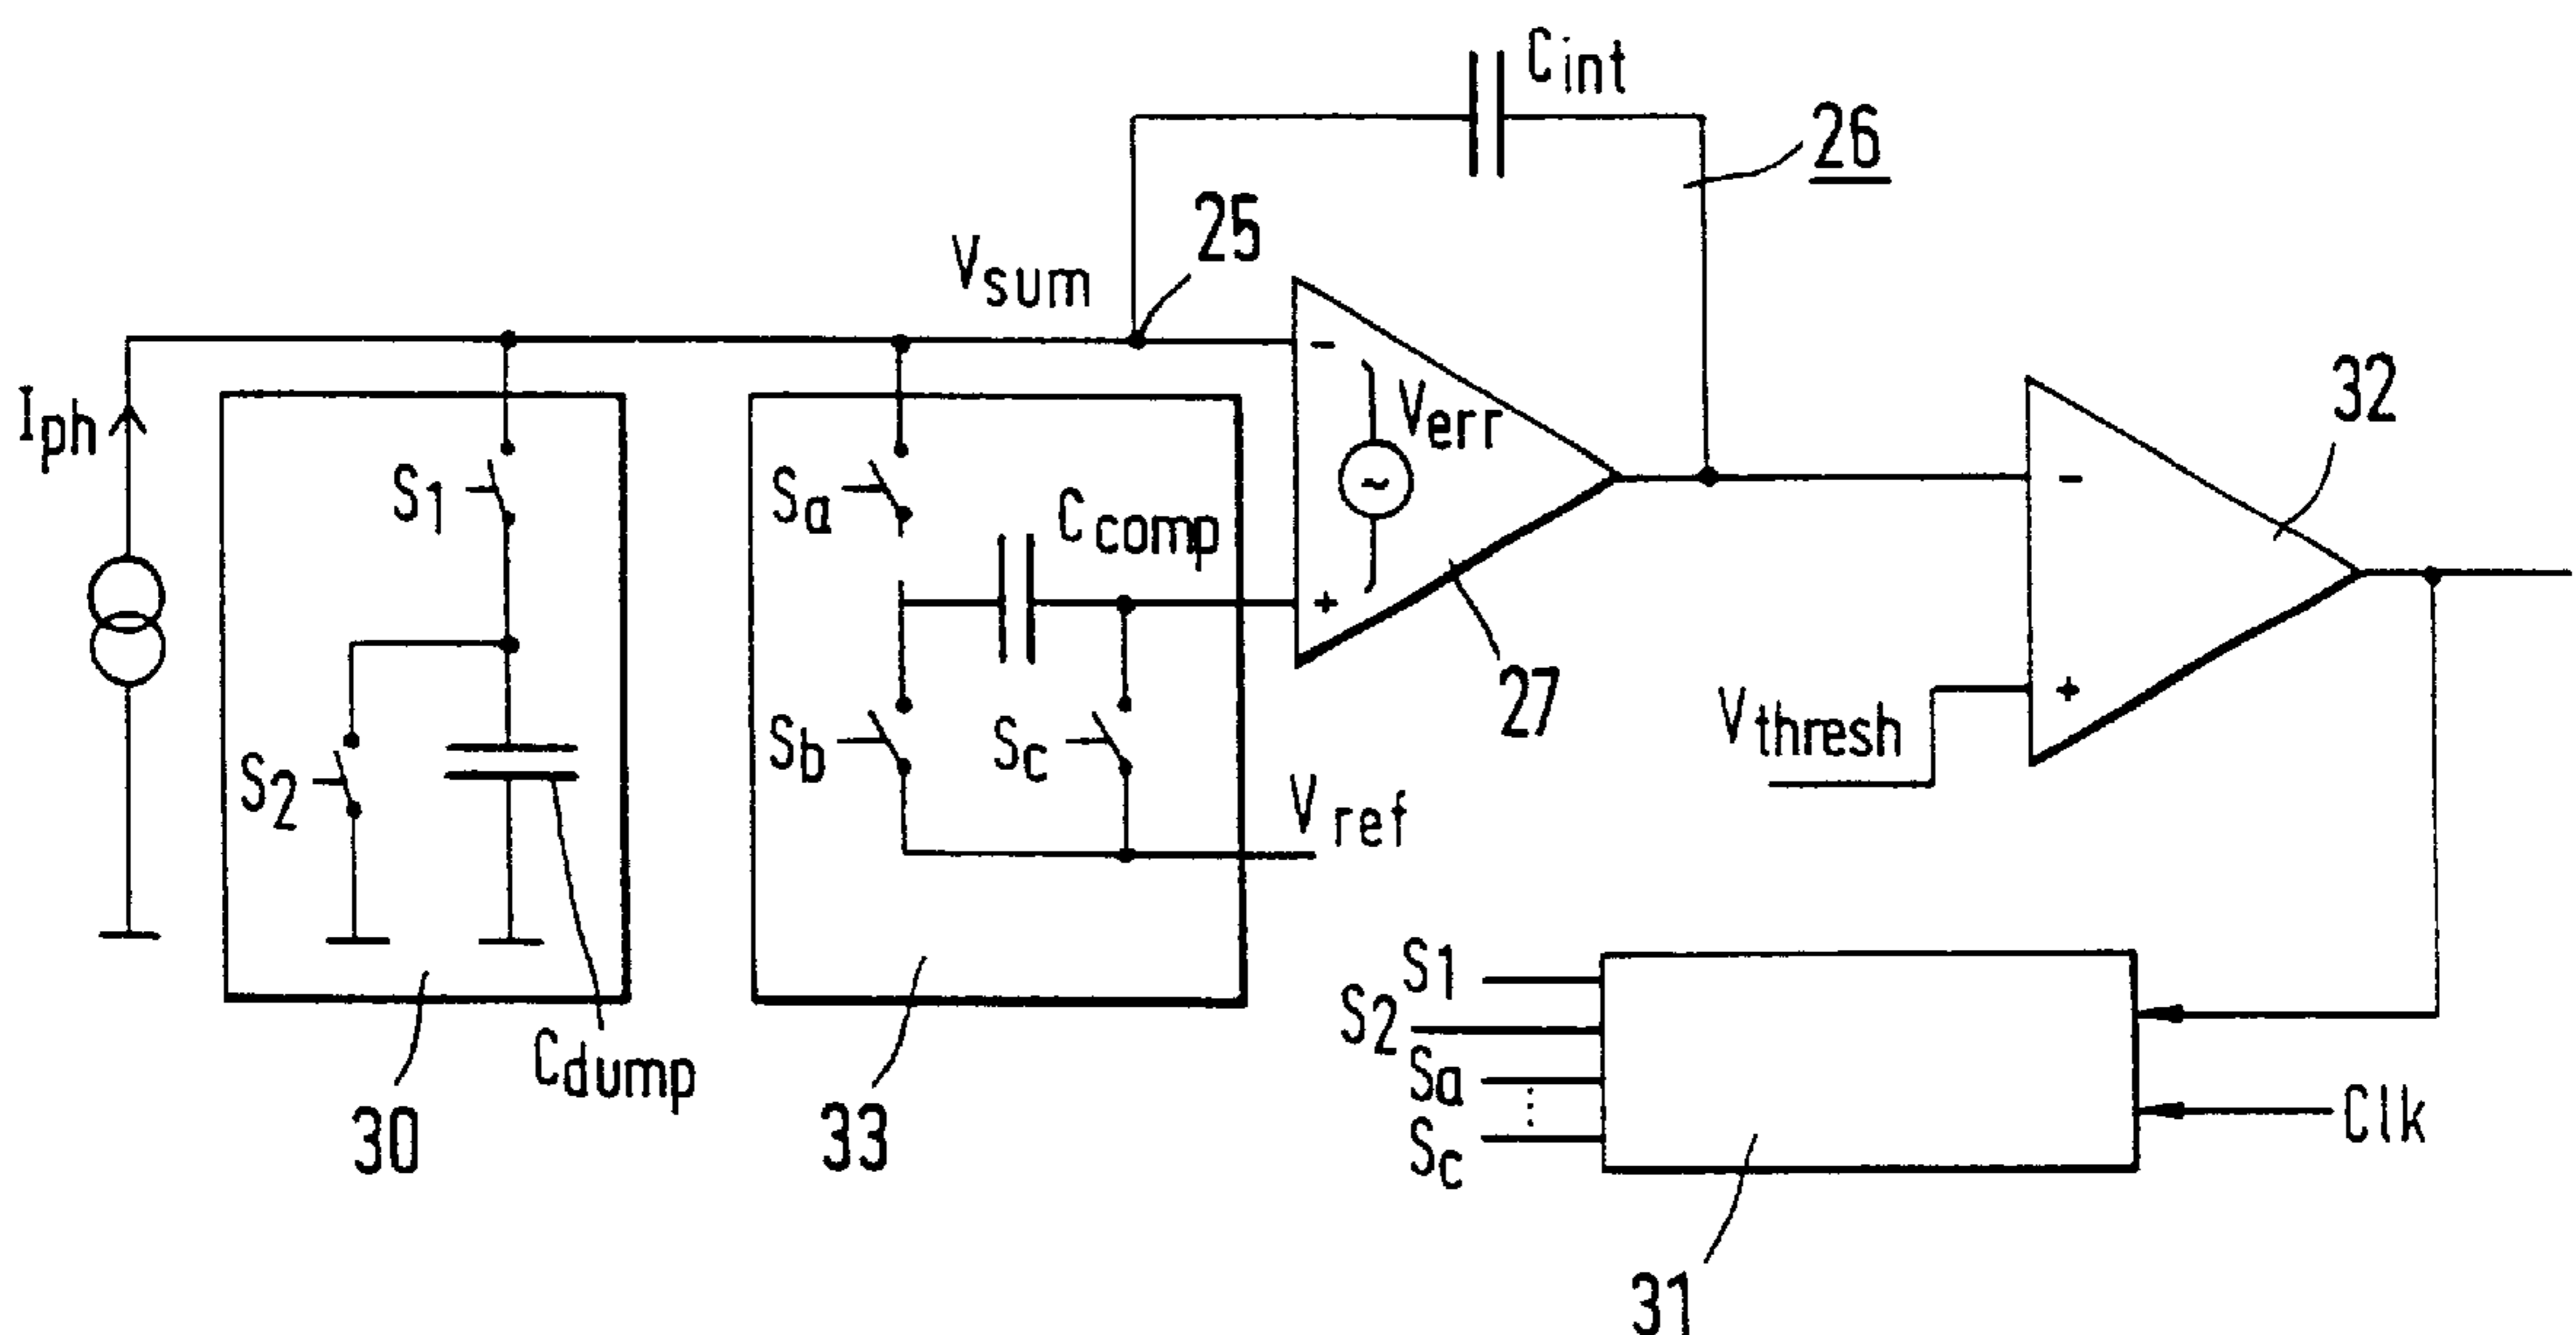 Cint
26
25
Vsum
Iph
S1
Sa
Ccomp
-
Verr
~
+
32
-
+
27
S2
Sb
Sc
Vref
Vthresh
Cdump
30
33
S1
S2
Sa
Sc
Clk
31